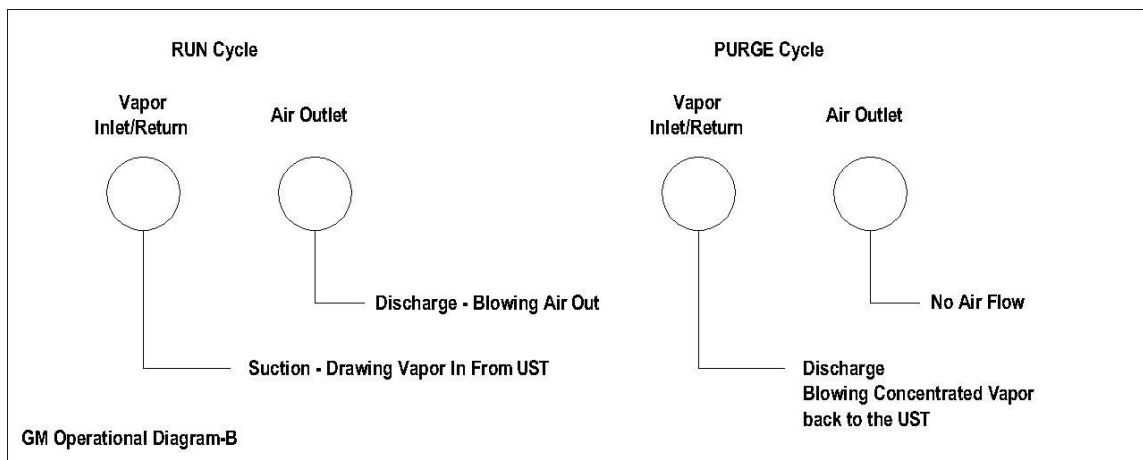 RUN Cycle
Vapor
Inlet/Return
Air Outlet
Discharge - Blowing Air Out
Suction - Drawing Vapor In From UST
PURGE Cycle
Vapor
Inlet/Return
Air Outlet
No Air Flow
Discharge
Blowing Concentrated Vapor
back to the UST
GM Operational Diagram-B